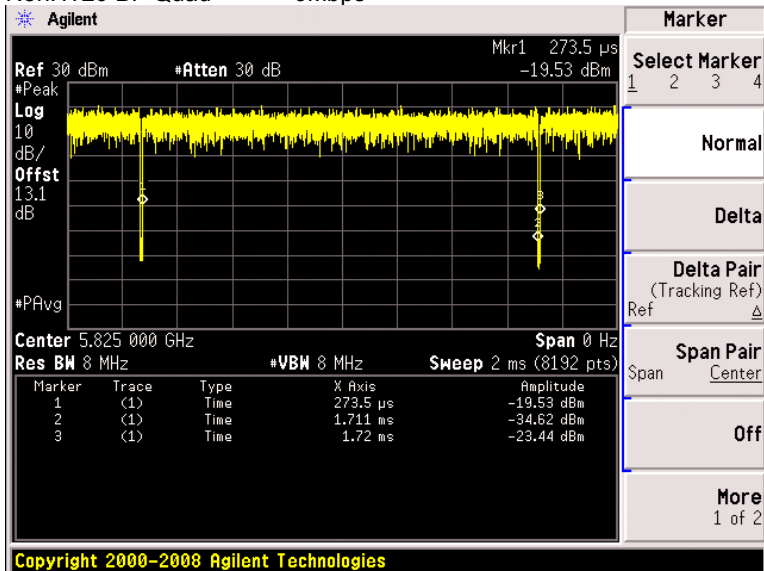 Agilent
Marker
Mkr1 273.5 µs
Ref 30 dBm #Atten 30 dB -19.53 dBm
#Peak
Log
10
dB/
Offst
13.1
dB
1
3
2
#PAvg
Center 5.825 000 GHz Span 0 Hz
Res BW 8 MHz #VBW 8 MHz Sweep 2 ms (8192 pts)
Marker Trace Type X Axis Amplitude
1 (1) Time 273.5 µs -19.53 dBm
2 (1) Time 1.711 ms -34.62 dBm
3 (1) Time 1.72 ms -23.44 dBm
Select Marker
1 2 3 4
Normal
Delta
Delta Pair
(Tracking Ref)
Ref Δ
Span Pair
Span Center
Off
More
1 of 2
Copyright 2000-2008 Agilent Technologies